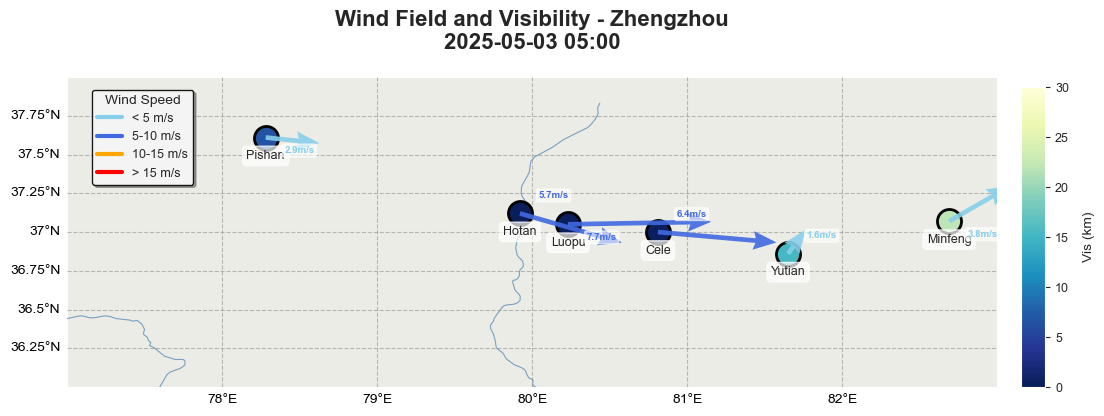 Wind Field and Visibility - Zhengzhou
2025-05-03 05:00
Wind Speed
< 5 m/s
5-10 m/s
10-15 m/s
> 15 m/s
37.75°N
37.5°N
37.25°N
37°N
36.75°N
36.5°N
36.25°N
78°E
79°E
80°E
81°E
82°E
Pishan
2.9m/s
Hotan
5.7m/s
Luopu
7.7m/s
Cele
6.4m/s
Yutian
1.6m/s
Minfeng
3.8m/s
30
25
20
15
10
5
0
Vis (km)